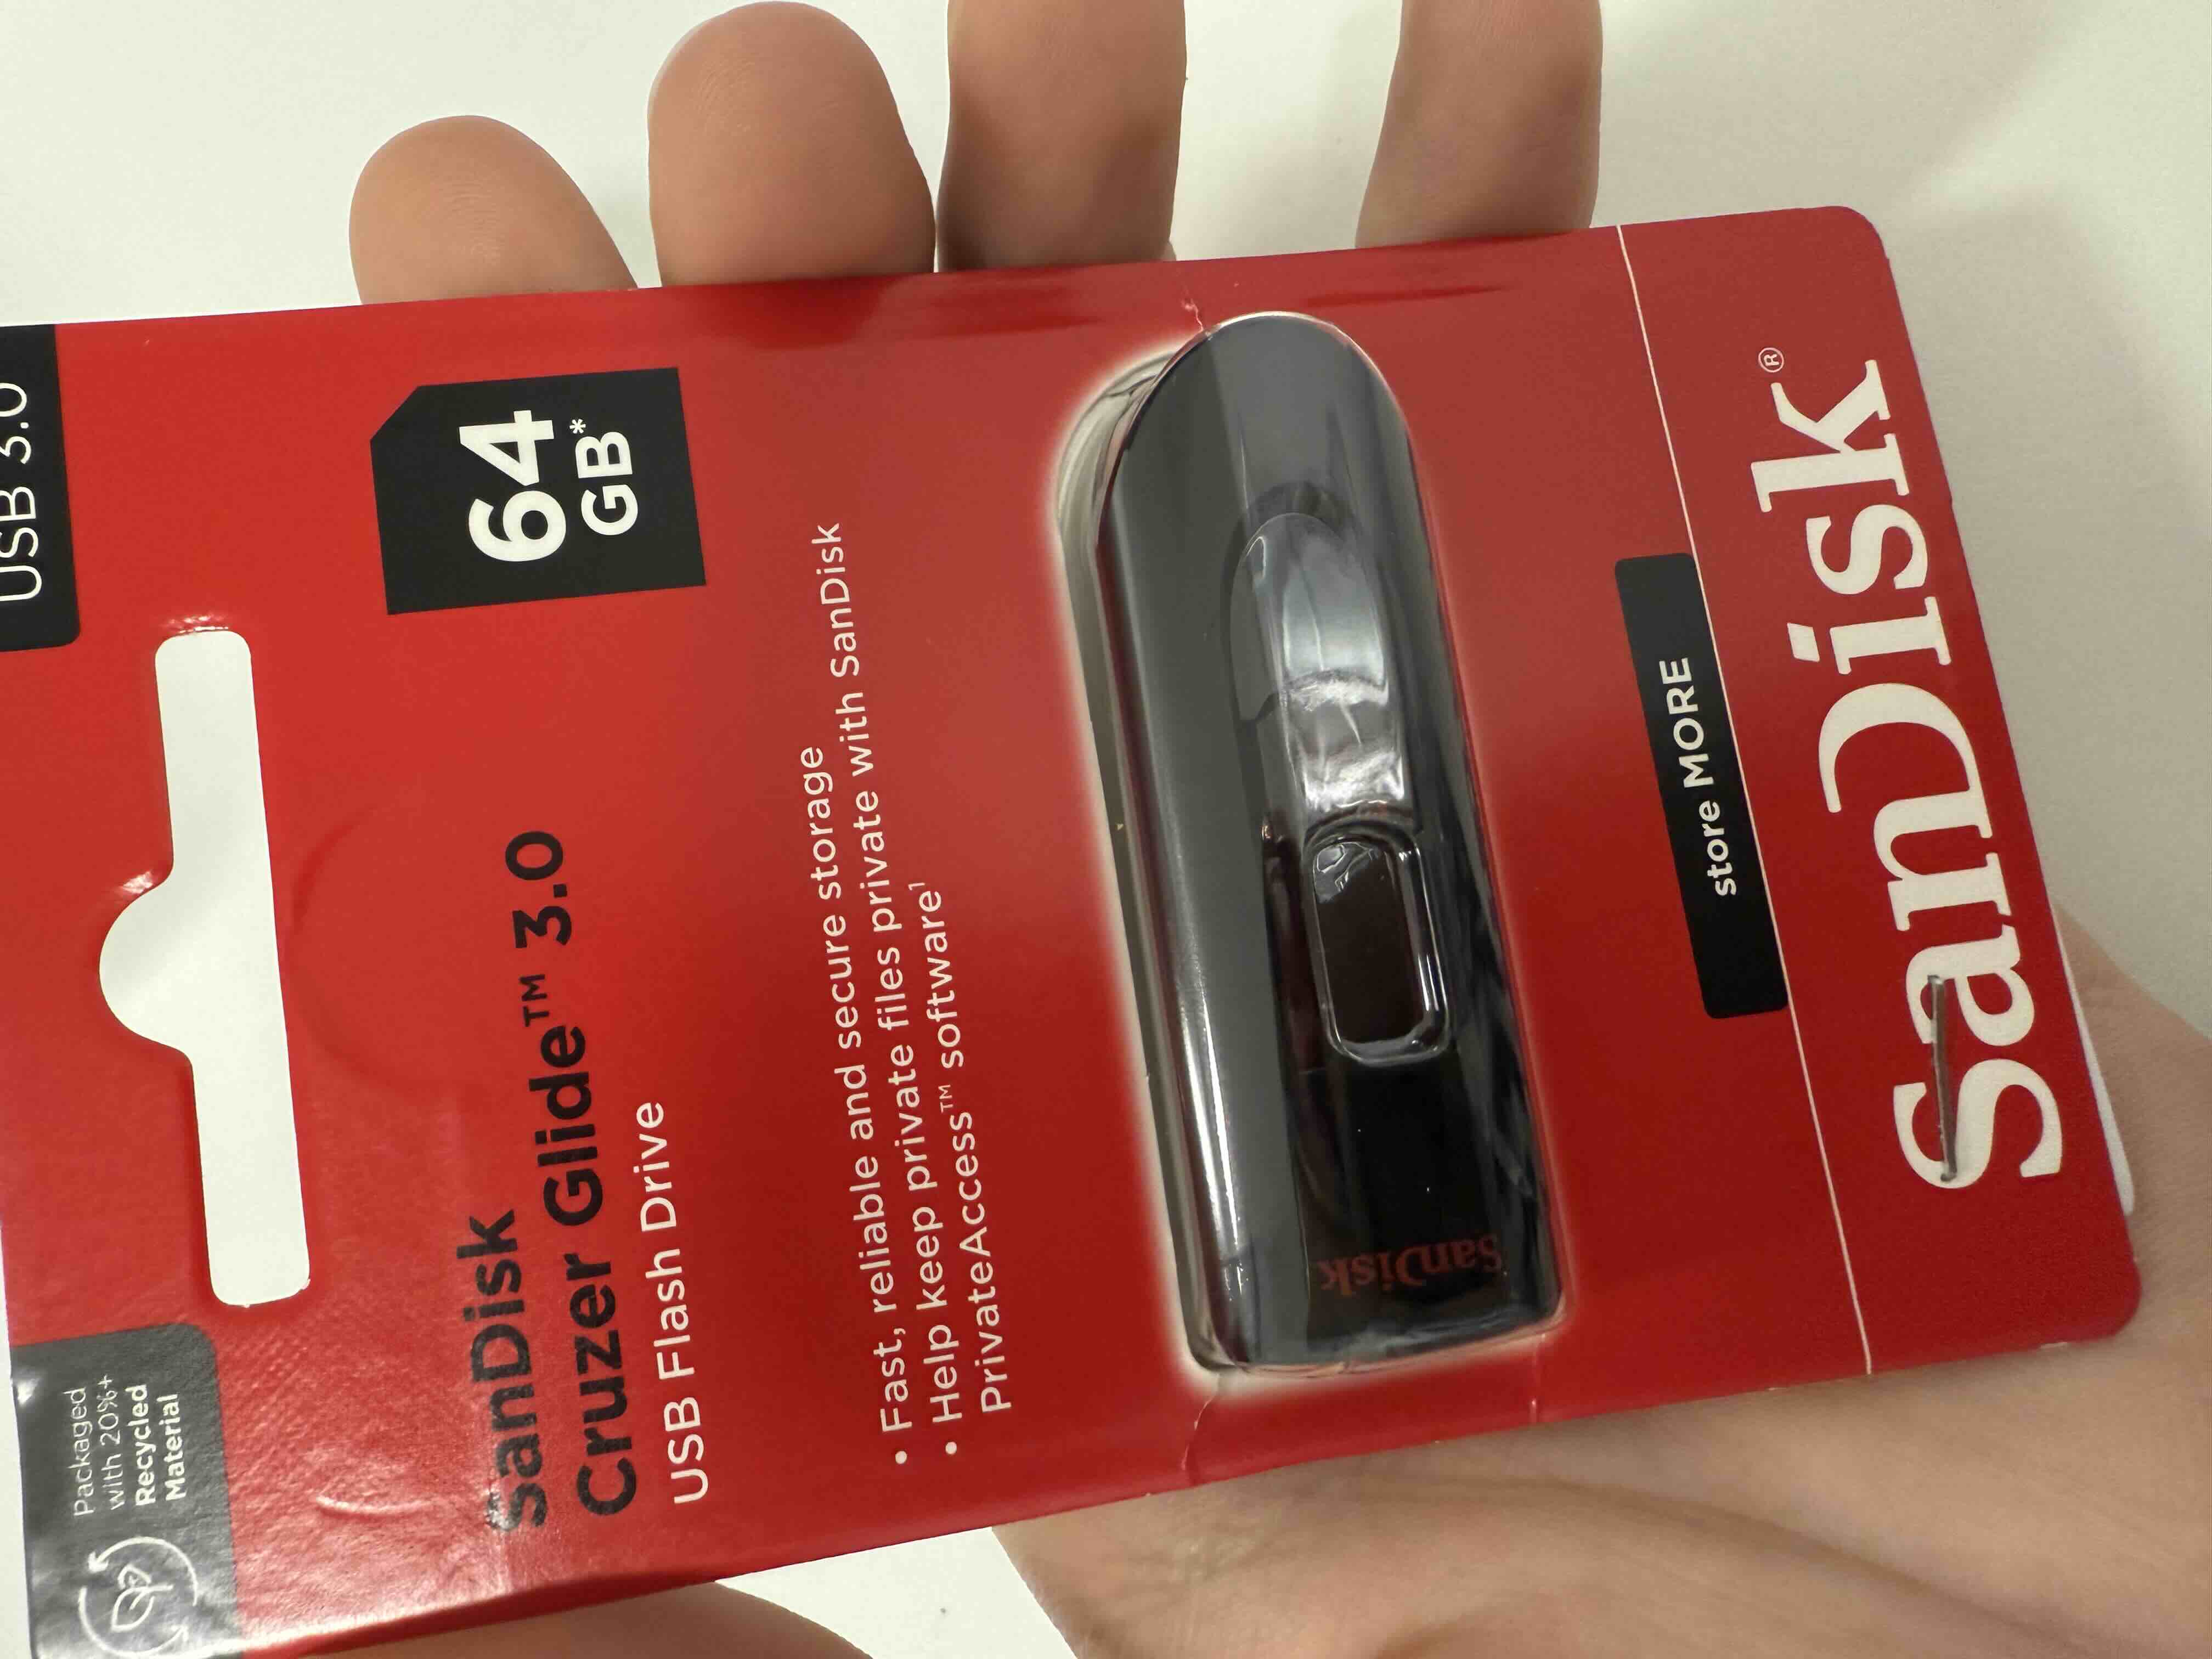 Packaged
with 20%+
Recycled
Material
USB 3.0
64
GB*
SanDisk
Cruzer Glide™ 3.0
USB Flash Drive
• Fast, reliable and secure storage
• Help keep private files private with SanDisk
PrivateAccess™ software¹
SanDisk
store MORE
SanDisk®